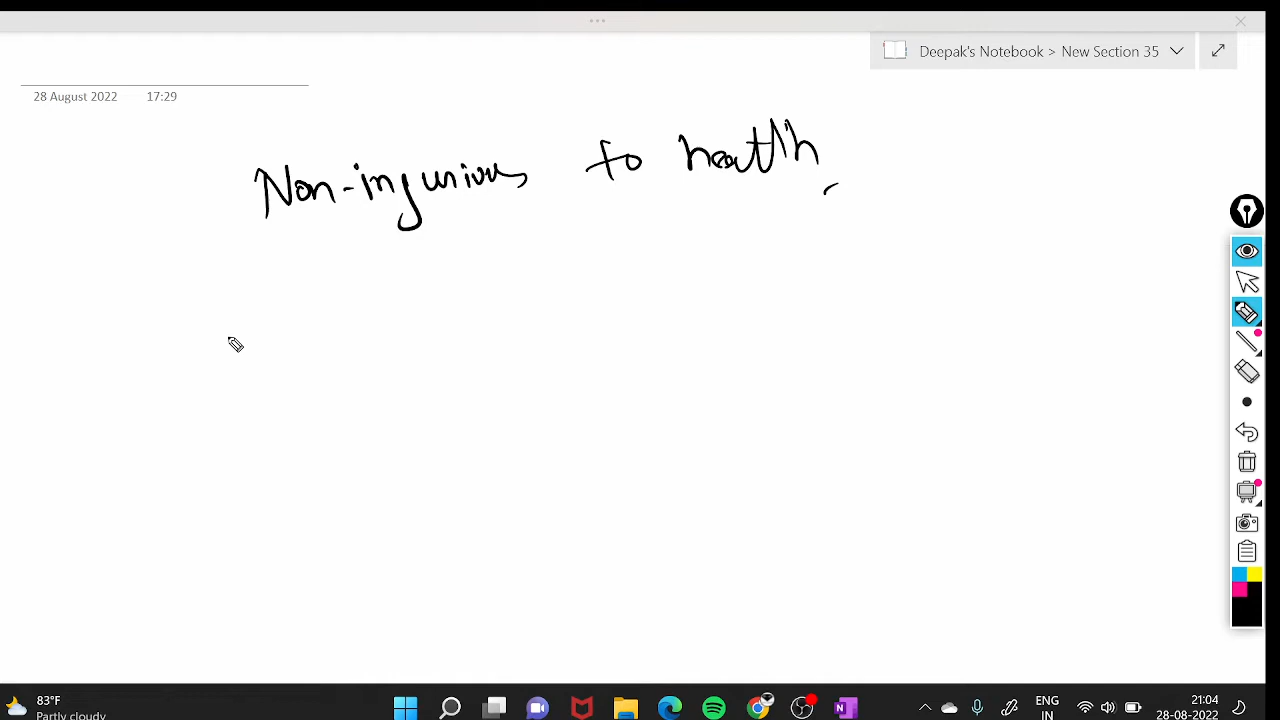 Deepak's Notebook > New Section 35
28 August 2022 17:29
Non-ingurious to health
83°F
Partly cloudy
ENG
IN
21:04
28-08-2022